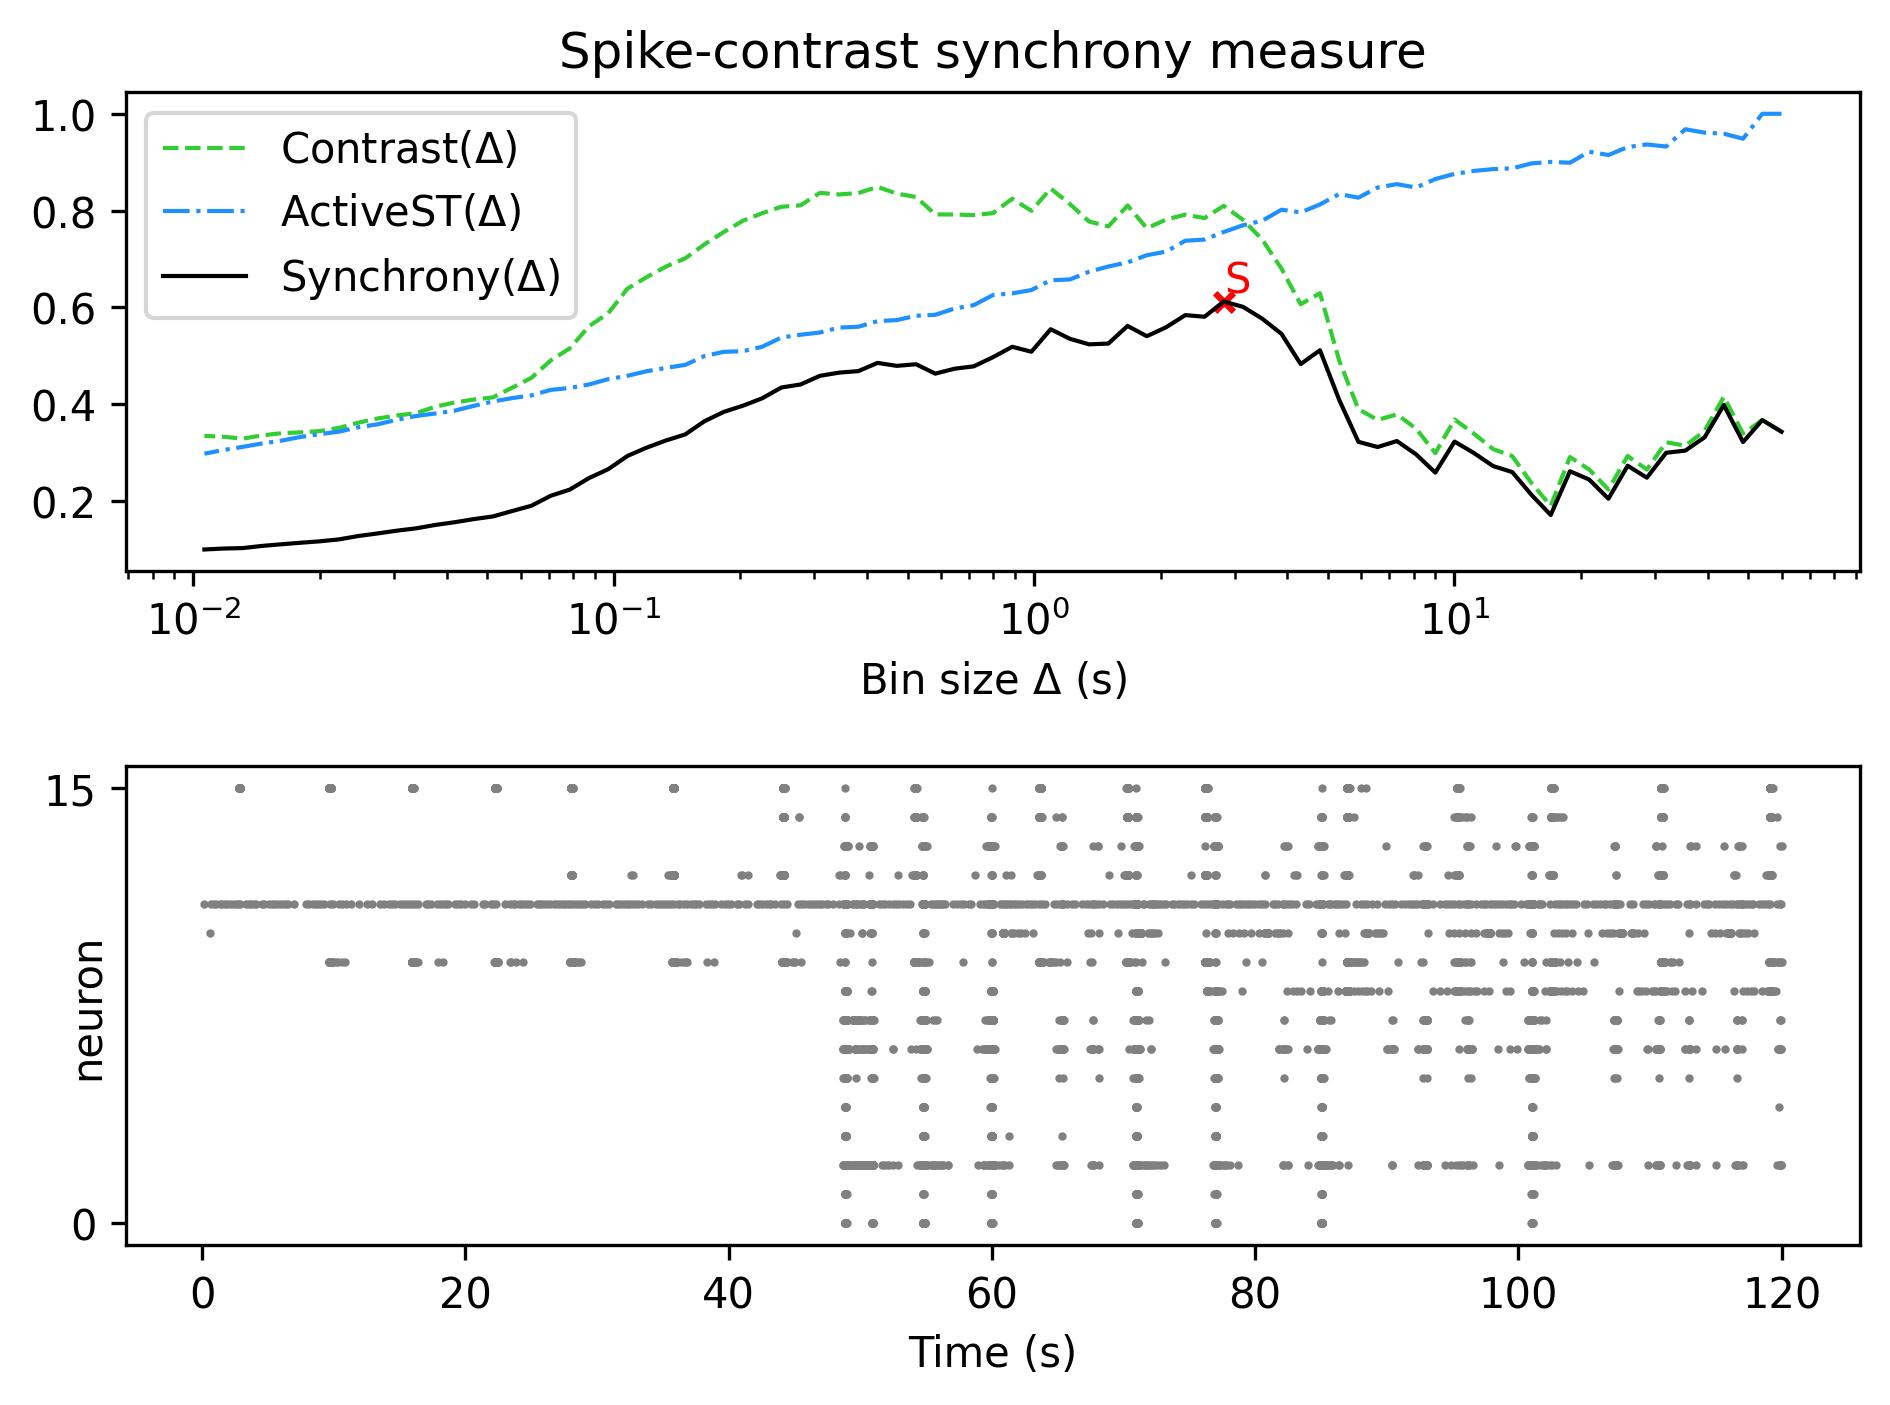 Spike-contrast synchrony measure
1.0
0.8
0.6
0.4
0.2
Contrast(Δ)
ActiveST(Δ)
Synchrony(Δ)
S
10⁻² 10⁻¹ 10⁰ 10¹
Bin size Δ (s)
15
0
neuron
0 20 40 60 80 100 120
Time (s)